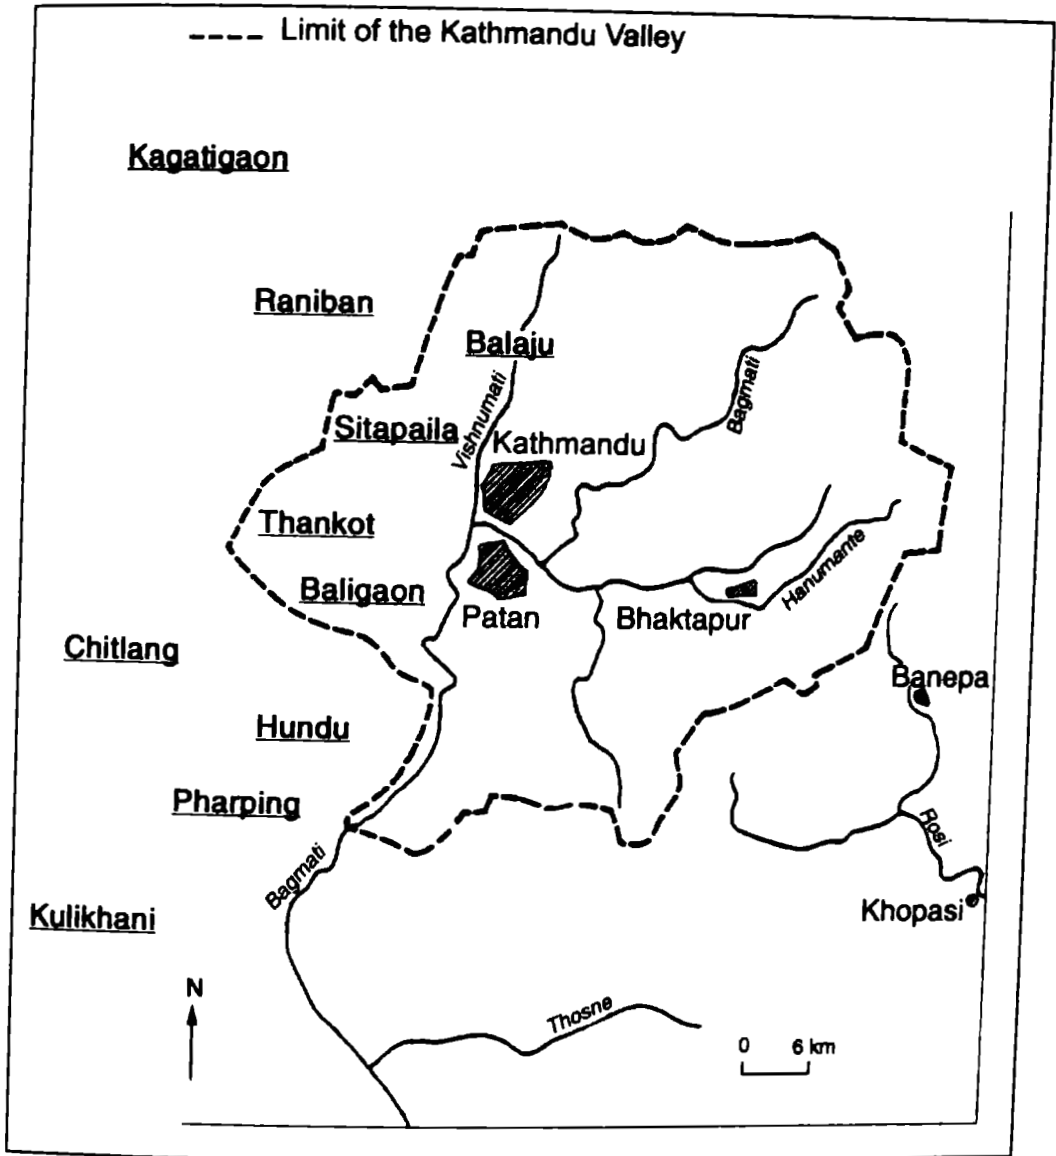 Limit of the Kathmandu Valley
Kagatigaon
Raniban
Balaju
Vishnumati
Bagmati
Sitapaila
Kathmandu
Thankot
Hanumante
Baligaon
Patan
Bhaktapur
Chitlang
Banepa
Hundu
Pharping
Rosi
Bagmati
Khopasi
Kulikhani
N
Thosne
0 6 km